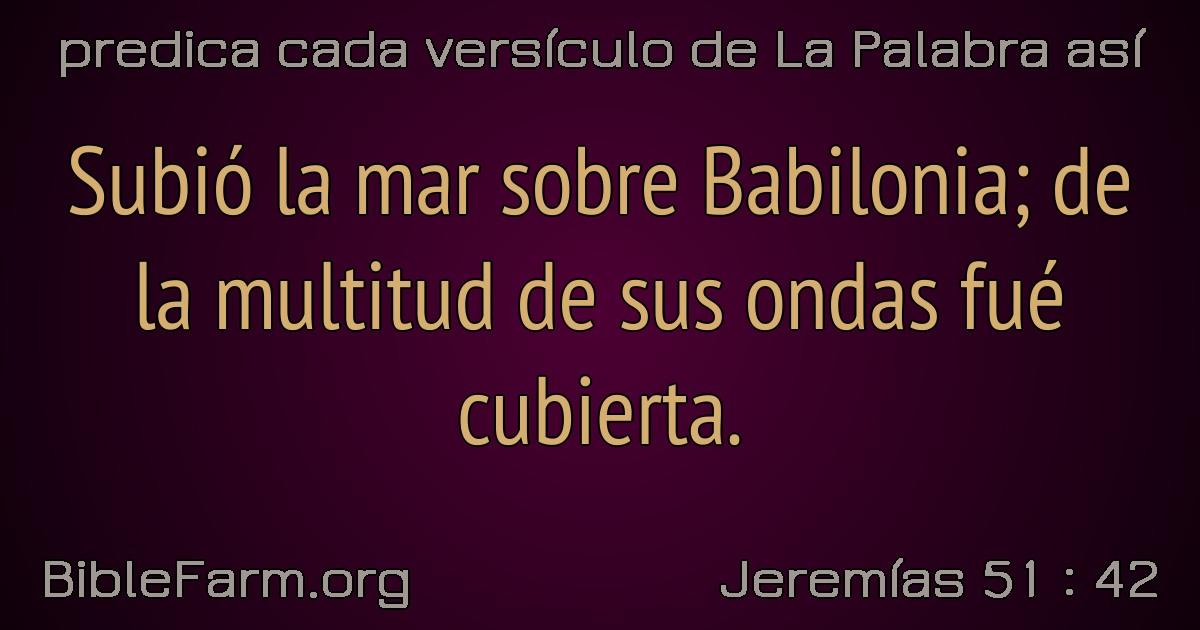 predica cada versículo de La Palabra así
Subió la mar sobre Babilonia; de
la multitud de sus ondas fué
cubierta.
BibleFarm.org
Jeremías 51 : 42